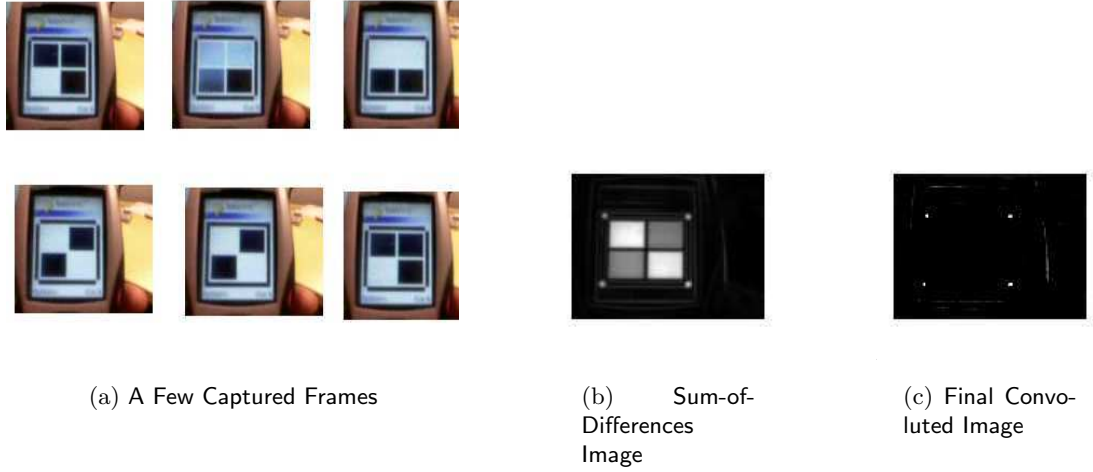 (a) A Few Captured Frames
(b) Sum-of-
Differences
Image
(c) Final Convo-
luted Image